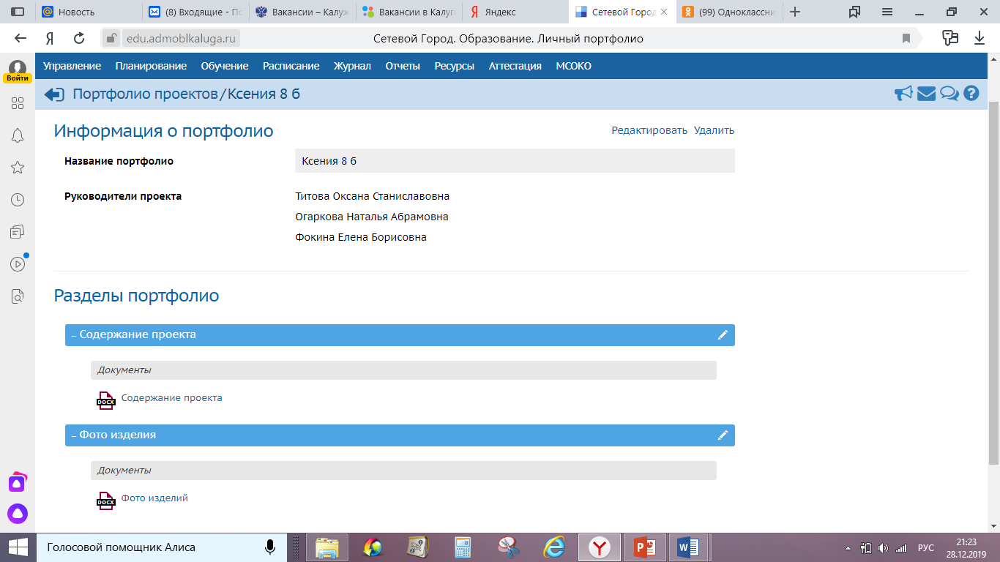 Новость
(8) Входящие - По
Вакансии – Калуж
Вакансии в Калуг
Яндекс
Сетевой Город
(99) Одноклассни
edu.admoblkaluga.ru
Сетевой Город. Образование. Личный портфолио
Войти
Управление Планирование Обучение Расписание Журнал Отчеты Ресурсы Аттестация МСОКО
Портфолио проектов/Ксения 8 б
Информация о портфолио
Редактировать Удалить
Название портфолио
Ксения 8 б
Руководители проекта
Титова Оксана Станиславовна
Огаркова Наталья Абрамовна
Фокина Елена Борисовна
Разделы портфолио
– Содержание проекта
Документы
DOCX Содержание проекта
– Фото изделия
Документы
DOCX Фото изделий
Голосовой помощник Алиса
РУС
21:23
28.12.2019